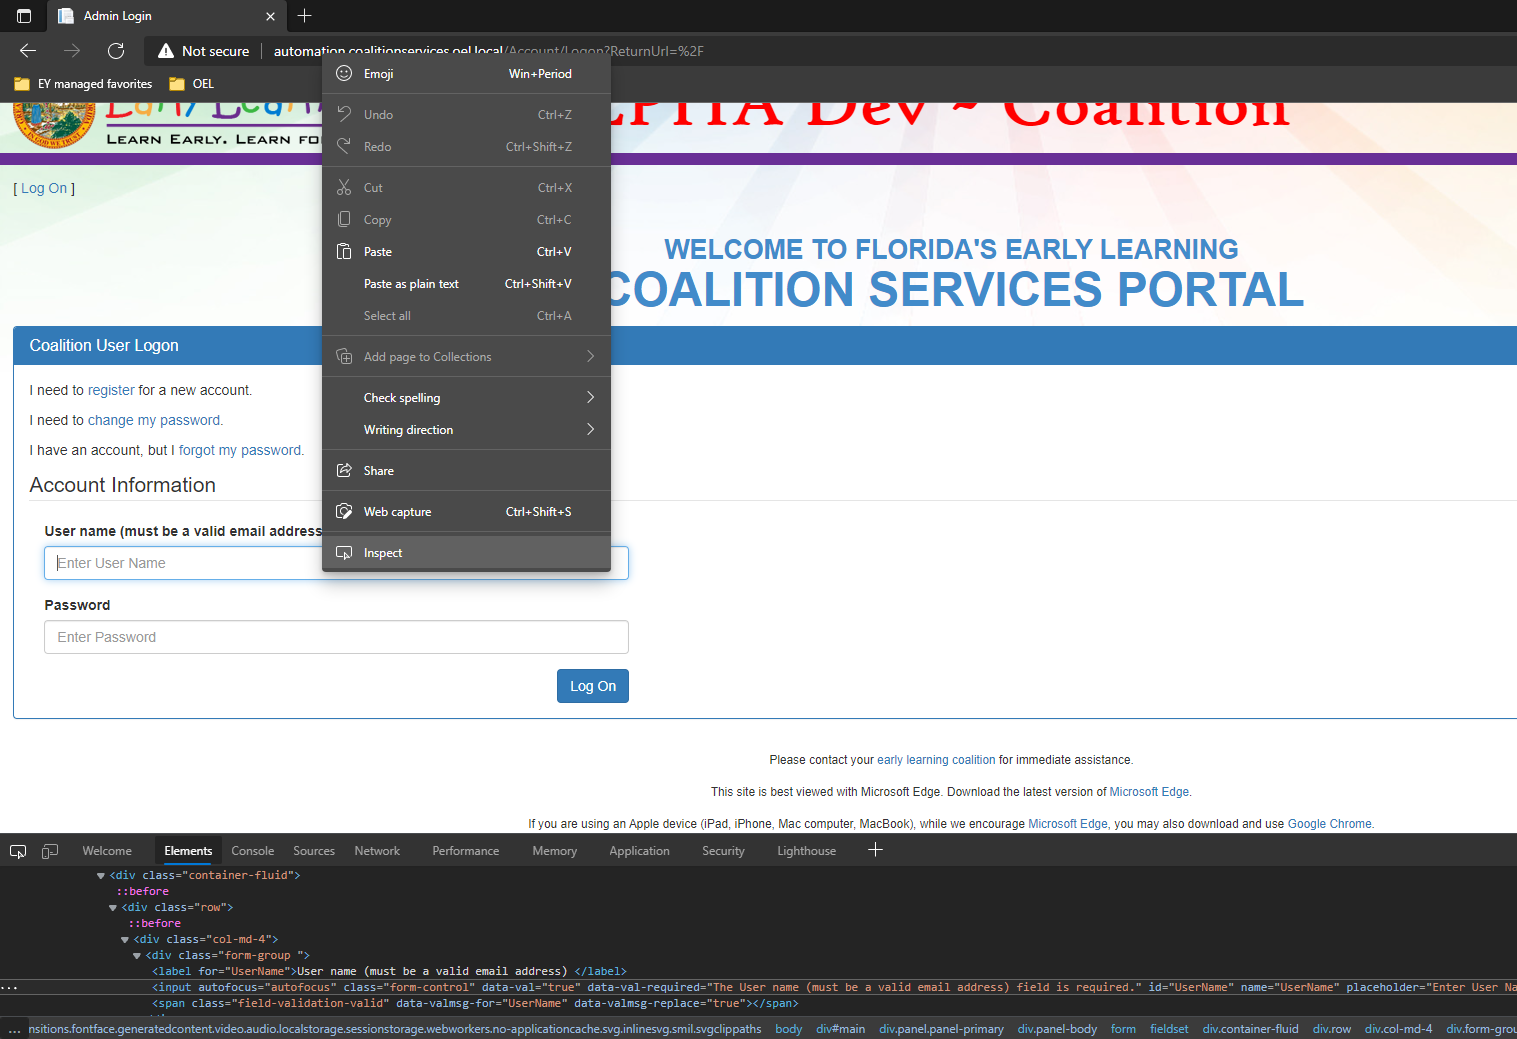 Admin Login
Not secure
automation.coalitionservices.oel.local/Account/Logon?ReturnUrl=%2F
EY managed favorites
OEL
Early Lear
LEARN EARLY. LEARN FO
LPHA Dev ~ Coalition
[ Log On ]
WELCOME TO FLORIDA'S EARLY LEARNING
COALITION SERVICES PORTAL
Emoji Win+Period
Undo Ctrl+Z
Redo Ctrl+Shift+Z
Cut Ctrl+X
Copy Ctrl+C
Paste Ctrl+V
Paste as plain text Ctrl+Shift+V
Select all Ctrl+A
Add page to Collections
Check spelling
Writing direction
Share
Web capture Ctrl+Shift+S
Inspect
Coalition User Logon
I need to register for a new account.
I need to change my password.
I have an account, but I forgot my password.
Account Information
User name (must be a valid email address
Enter User Name
Password
Enter Password
Log On
Please contact your early learning coalition for immediate assistance.
This site is best viewed with Microsoft Edge. Download the latest version of Microsoft Edge.
If you are using an Apple device (iPad, iPhone, Mac computer, MacBook), while we encourage Microsoft Edge, you may also download and use Google Chrome.
Welcome Elements Console Sources Network Performance Memory Application Security Lighthouse
<div class="container-fluid">
::before
<div class="row">
::before
<div class="col-md-4">
<div class="form-group ">
<label for="UserName">User name (must be a valid email address) </label>
... <input autofocus="autofocus" class="form-control" data-val="true" data-val-required="The User name (must be a valid email address) field is required." id="UserName" name="UserName" placeholder="Enter User Na
<span class="field-validation-valid" data-valmsg-for="UserName" data-valmsg-replace="true"></span>
... nsitions.fontface.generatedcontent.video.audio.localstorage.sessionstorage.webworkers.no-applicationcache.svg.inlinesvg.smil.svgclippaths body div#main div.panel.panel-primary div.panel-body form fieldset div.container-fluid div.row div.col-md-4 div.form-grou